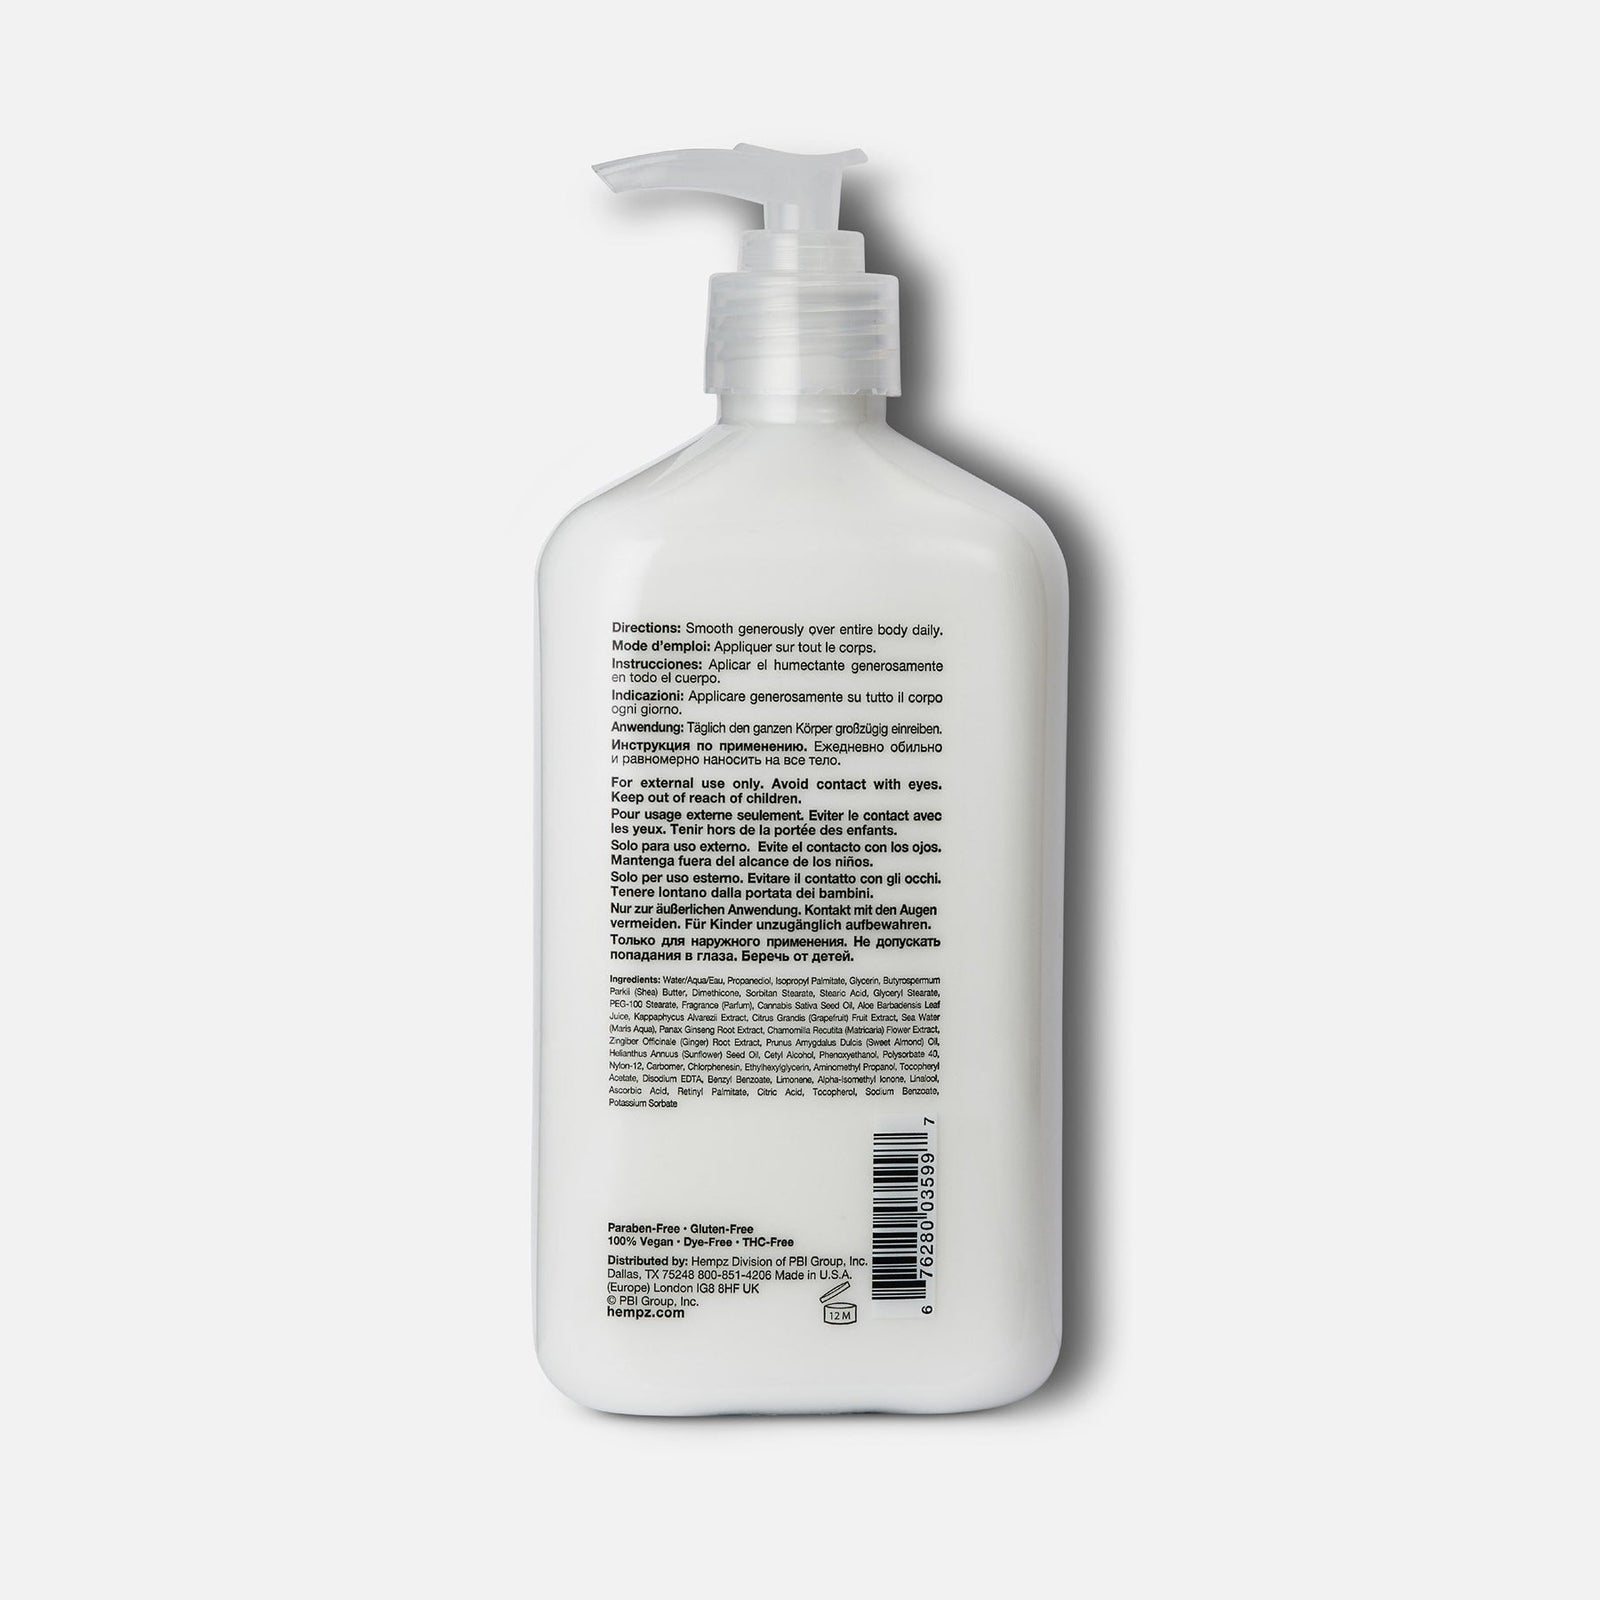 Directions: Smooth generously over entire body daily.
Mode d'emploi: Appliquer sur tout le corps.
Instrucciones: Aplicar el humectante generosamente
en todo el cuerpo.
Indicazioni: Applicare generosamente su tutto il corpo
ogni giorno.
Anwendung: Täglich den ganzen Körper großzügig einreiben.
Инструкция по применению. Ежедневно обильно
и равномерно наносить на все тело.
For external use only. Avoid contact with eyes.
Keep out of reach of children.
Pour usage externe seulement. Eviter le contact avec
les yeux. Tenir hors de la portée des enfants.
Solo para uso externo. Evite el contacto con los ojos.
Mantenga fuera del alcance de los niños.
Solo per uso esterno. Evitare il contatto con gli occhi.
Tenere lontano dalla portata dei bambini.
Nur zur äußerlichen Anwendung. Kontakt mit den Augen
vermeiden. Für Kinder unzugänglich aufbewahren.
Только для наружного применения. Не допускать
попадания в глаза. Беречь от детей.
Ingredients: Water/Aqua/Eau, Propanediol, Isopropyl Palmitate, Glycerin, Butyrospermum
Parkii (Shea) Butter, Dimethicone, Sorbitan Stearate, Stearic Acid, Glyceryl Stearate,
PEG-100 Stearate, Fragrance (Parfum), Cannabis Sativa Seed Oil, Aloe Barbadensis Leaf
Juice, Kappaphycus Alvarezii Extract, Citrus Grandis (Grapefruit) Fruit Extract, Sea Water
(Maris Aqua), Panax Ginseng Root Extract, Chamomilla Recutita (Matricaria) Flower Extract,
Zingiber Officinale (Ginger) Root Extract, Prunus Amygdalus Dulcis (Sweet Almond) Oil,
Helianthus Annuus (Sunflower) Seed Oil, Cetyl Alcohol, Phenoxyethanol, Polysorbate 40,
Nylon-12, Carbomer, Chlorphenesin, Ethylhexylglycerin, Aminomethyl Propanol, Tocopheryl
Acetate, Disodium EDTA, Benzyl Benzoate, Limonene, Alpha-Isomethyl Ionone, Linalool,
Ascorbic Acid, Retinyl Palmitate, Citric Acid, Tocopherol, Sodium Benzoate,
Potassium Sorbate
6 76280 03599 7
Paraben-Free • Gluten-Free
100% Vegan • Dye-Free • THC-Free
Distributed by: Hempz Division of PBI Group, Inc.
Dallas, TX 75248 800-851-4206 Made in U.S.A.
(Europe) London IG8 8HF UK
© PBI Group, Inc.
hempz.com
12 M